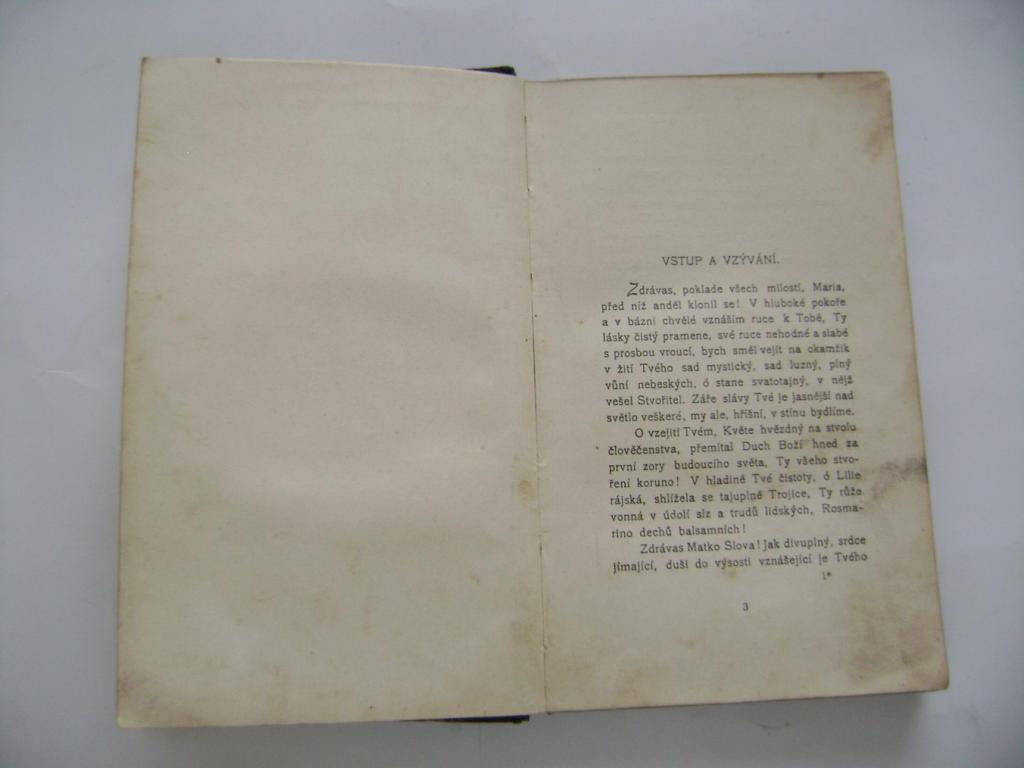 VSTUP A VZÝVÁNÍ.
Zdrávas, poklade všech milostí, Maria,
před níž anděl klonil se! V hluboké pokoře
a v bázni chvělé vznáším ruce k Tobě, Ty
lásky čistý pramene, své ruce nehodné a slabé
s prosbou vroucí, bych směl vejít na okamžik
v žití Tvého sad mystický, sad luzný, plný
vůní nebeských, ó stane svatotajný, v nějž
vešel Stvořitel. Záře slávy Tvé je jasnější nad
světlo veškeré, my ale, hříšní, v stínu bydlíme.
O vzejití Tvém, Květe hvězdný na stvolu
člověčenstva, přemítal Duch Boží hned za
první zory budoucího světa, Ty všeho stvo-
ření koruno! V hladině Tvé čistoty, ó Lilie
rájská, shlížela se tajuplně Trojice, Ty růže
vonná v údolí slz a trudů lidských, Rosma-
rino dechů balsamních!
Zdrávas Matko Slova! Jak divuplný, srdce
jímající, duši do výsosti vznášející je Tvého
1*
3